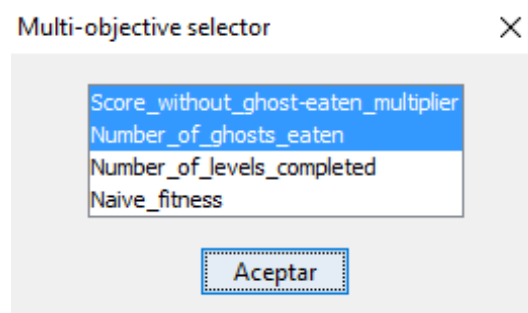 Multi-objective selector
Score_without_ghost-eaten_multiplier
Number_of_ghosts_eaten
Number_of_levels_completed
Naive_fitness
Aceptar